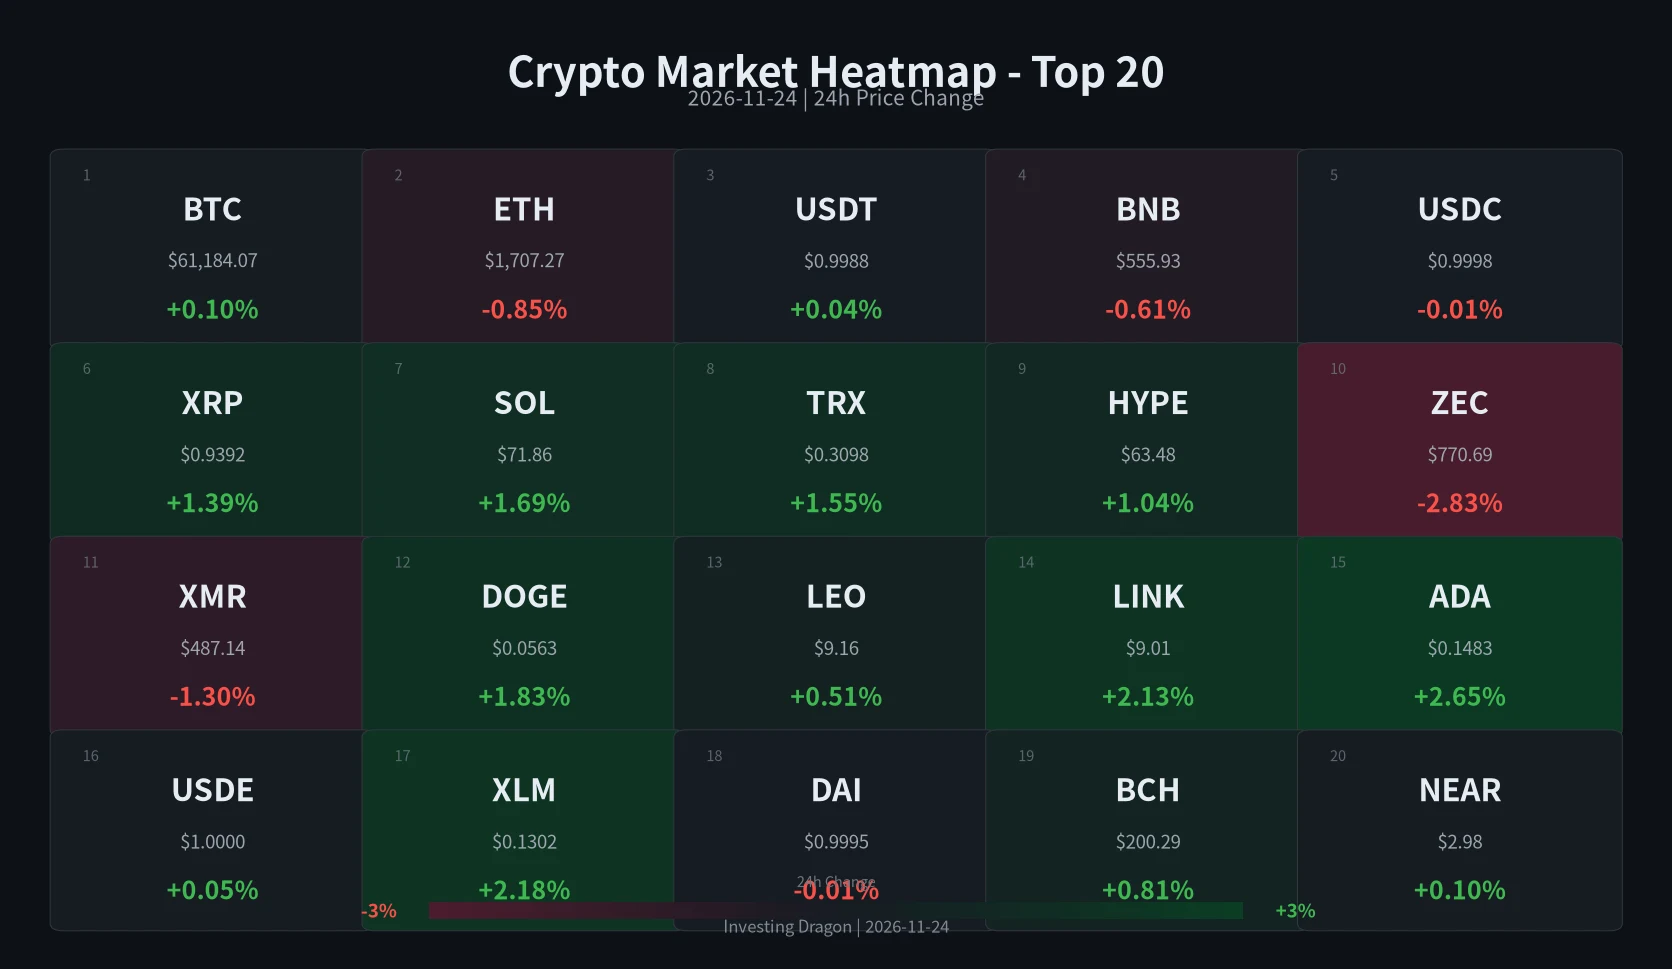 Crypto Market Heatmap - Top 20
2026-11-24 | 24h Price Change
1
BTC
$61,184.07
+0.10%
2
ETH
$1,707.27
-0.85%
3
USDT
$0.9988
+0.04%
4
BNB
$555.93
-0.61%
5
USDC
$0.9998
-0.01%
6
XRP
$0.9392
+1.39%
7
SOL
$71.86
+1.69%
8
TRX
$0.3098
+1.55%
9
HYPE
$63.48
+1.04%
10
ZEC
$770.69
-2.83%
11
XMR
$487.14
-1.30%
12
DOGE
$0.0563
+1.83%
13
LEO
$9.16
+0.51%
14
LINK
$9.01
+2.13%
15
ADA
$0.1483
+2.65%
16
USDE
$1.0000
+0.05%
17
XLM
$0.1302
+2.18%
18
DAI
$0.9995
-0.01%
19
BCH
$200.29
+0.81%
20
NEAR
$2.98
+0.10%
24h Change
-3%
+3%
Investing Dragon | 2026-11-24